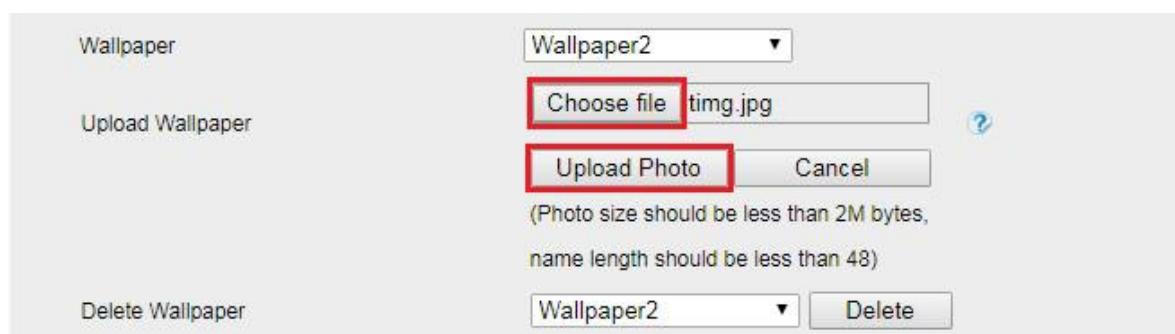 Wallpaper Wallpaper2
Upload Wallpaper Choose file timg.jpg
Upload Photo Cancel
(Photo size should be less than 2M bytes,
name length should be less than 48)
Delete Wallpaper Wallpaper2 Delete